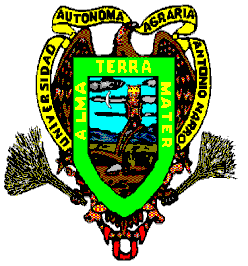 UNIVERSIDAD
AUTONOMA
AGRARIA
ANTONIO NARRO
ALMA
TERRA
MATER